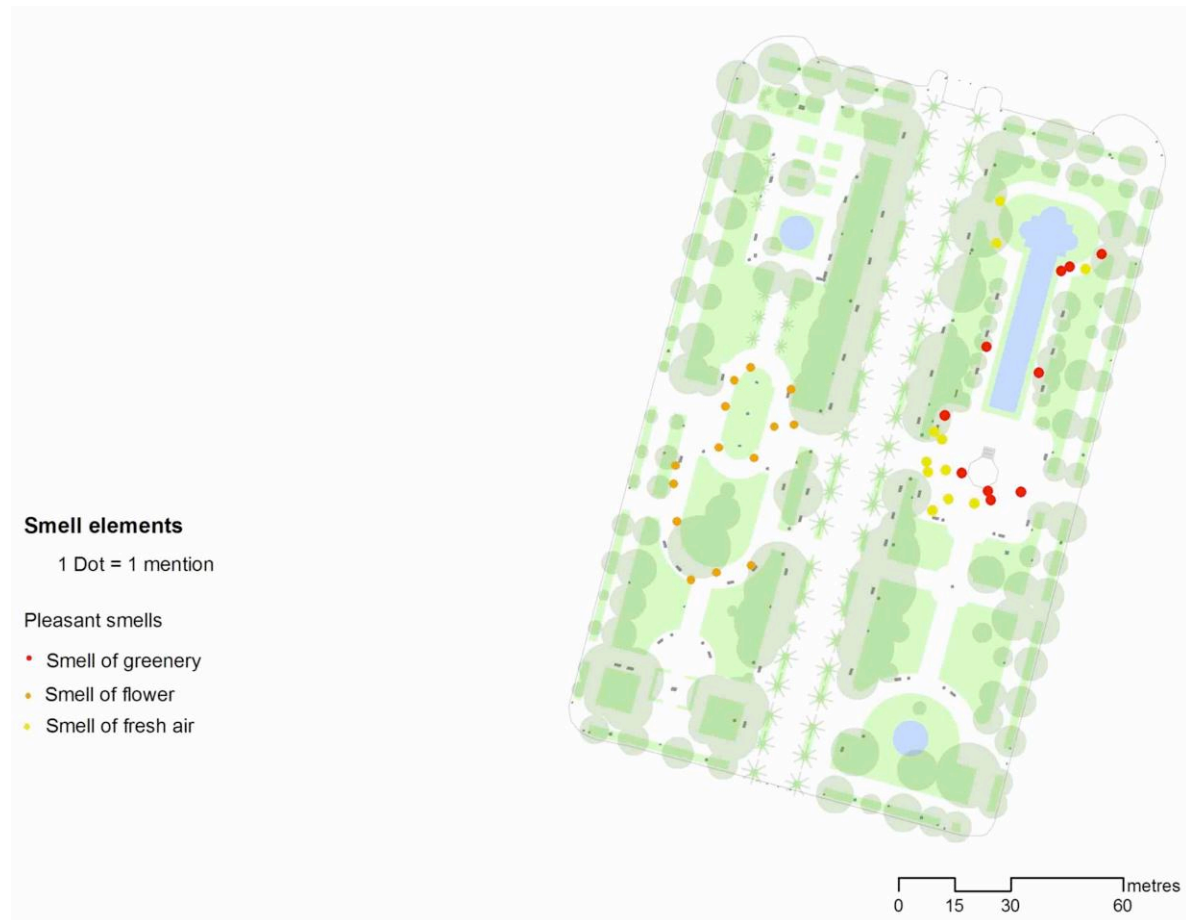 Smell elements
1 Dot = 1 mention
Pleasant smells
Smell of greenery
Smell of flower
Smell of fresh air
metres
0 15 30 60